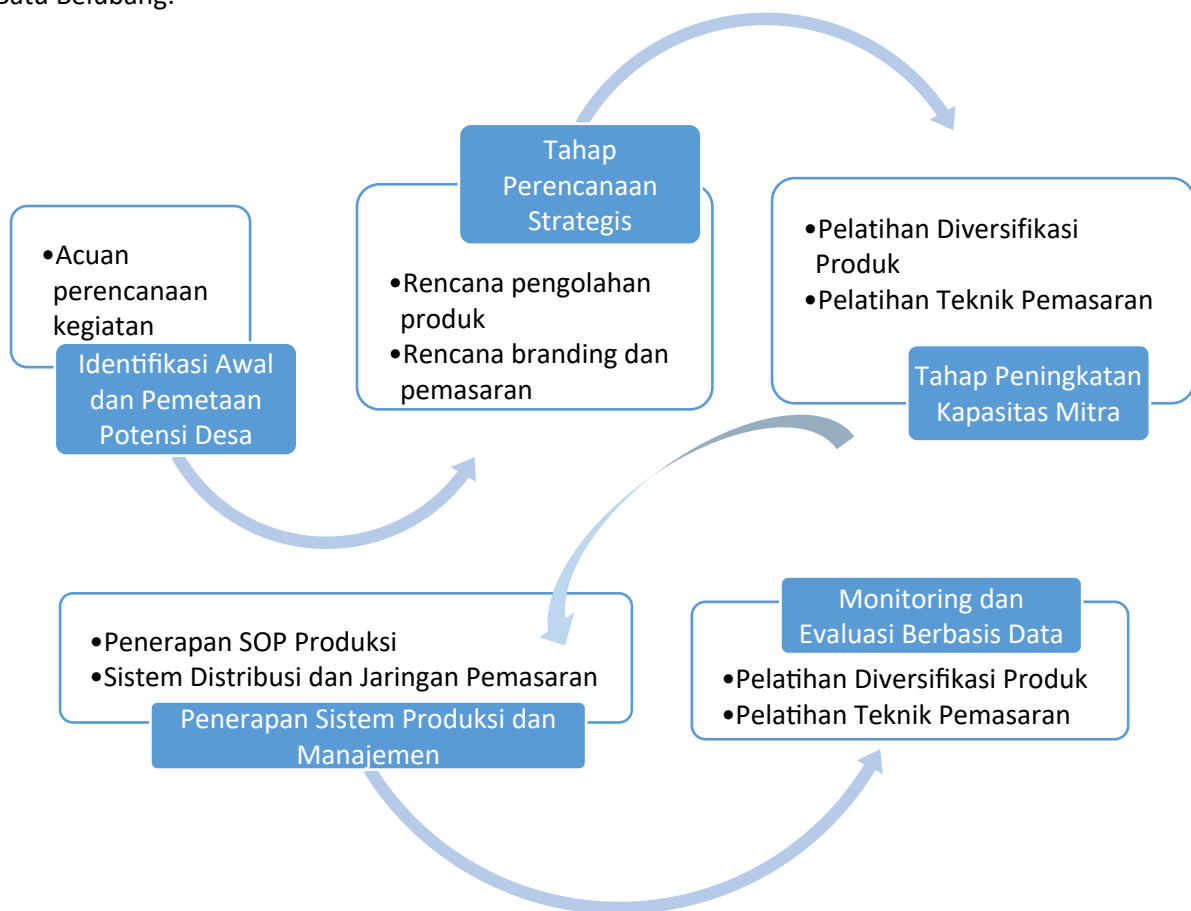 Batu Belubang.
•Acuan
perencanaan
kegiatan
Identifikasi Awal
dan Pemetaan
Potensi Desa
Tahap
Perencanaan
Strategis
•Rencana pengolahan
produk
•Rencana branding dan
pemasaran
•Pelatihan Diversifikasi
Produk
•Pelatihan Teknik Pemasaran
Tahap Peningkatan
Kapasitas Mitra
•Penerapan SOP Produksi
•Sistem Distribusi dan Jaringan Pemasaran
Penerapan Sistem Produksi dan
Manajemen
Monitoring dan
Evaluasi Berbasis Data
•Pelatihan Diversifikasi Produk
•Pelatihan Teknik Pemasaran